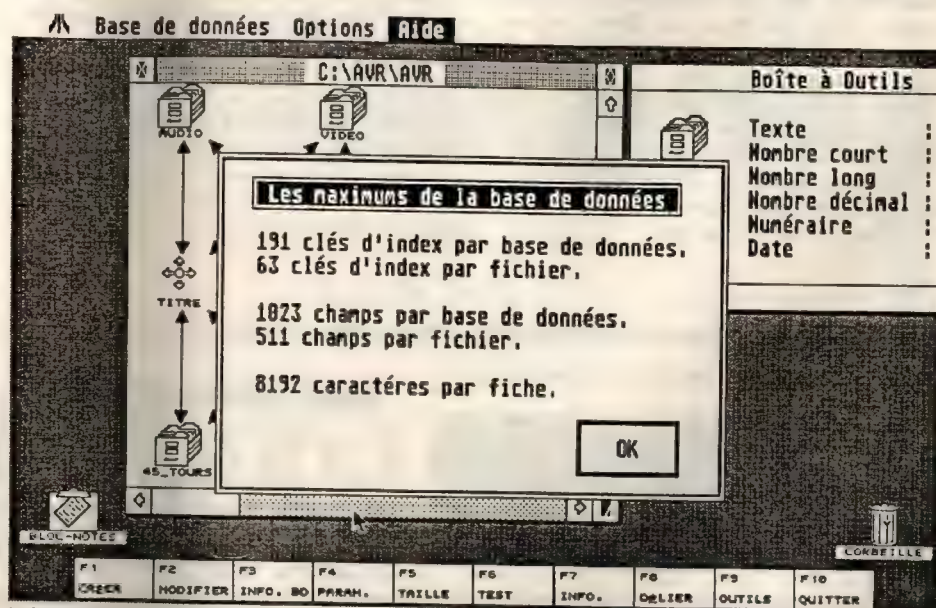 Base de données Options Aide
C:\AVR\AVR
AUDIO
VIDEO
TITRE
45_TOURS
Boîte à Outils
Texte :
Nombre court :
Nombre long :
Nombre décimal :
Numéraire :
Date :
Les maximums de la base de données
191 clés d'index par base de données.
63 clés d'index par fichier.
1023 champs par base de données.
511 champs par fichier.
8192 caractéres par fiche.
OK
BLOC-NOTES
CORBEILLE
F1 F2 F3 F4 F5 F6 F7 F8 F9 F10
CREER MODIFIER INFO. BD PARAM. TAILLE TEST INFO. DELIER OUTILS QUITTER